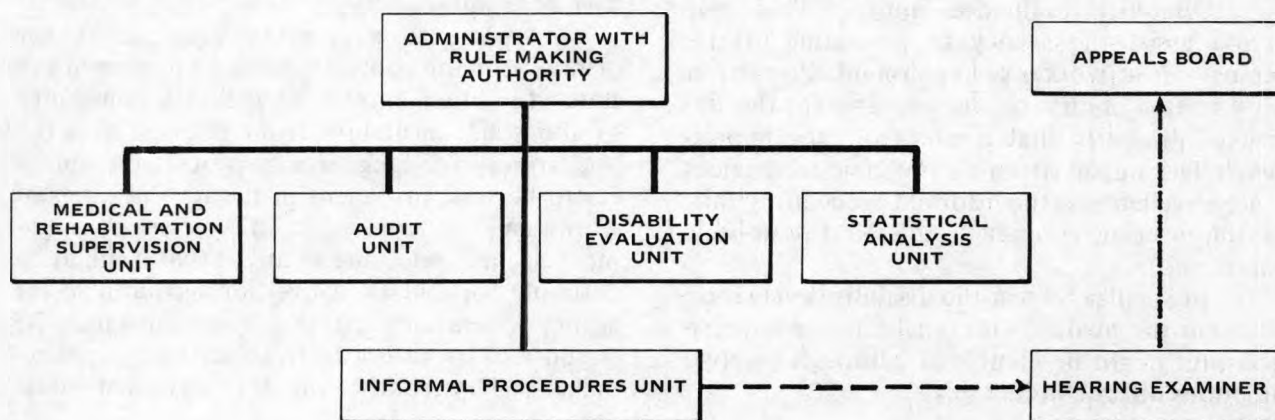 ADMINISTRATOR WITH
RULE MAKING
AUTHORITY
APPEALS BOARD
MEDICAL AND
REHABILITATION
SUPERVISION
UNIT
AUDIT
UNIT
DISABILITY
EVALUATION
UNIT
STATISTICAL
ANALYSIS
UNIT
INFORMAL PROCEDURES UNIT
HEARING EXAMINER